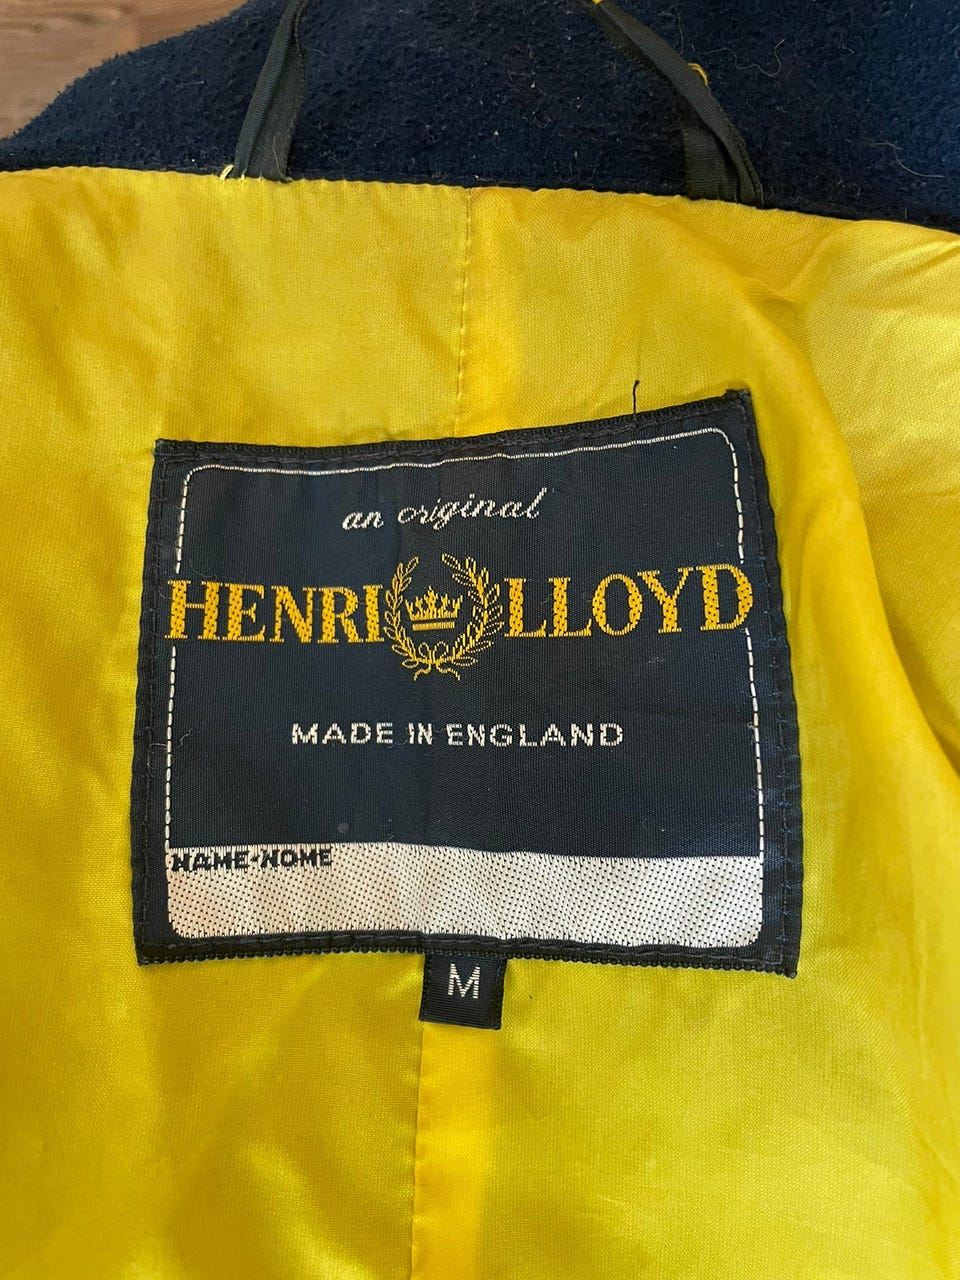 an original
HENRI LLOYD
MADE IN ENGLAND
NAME-NOME
M